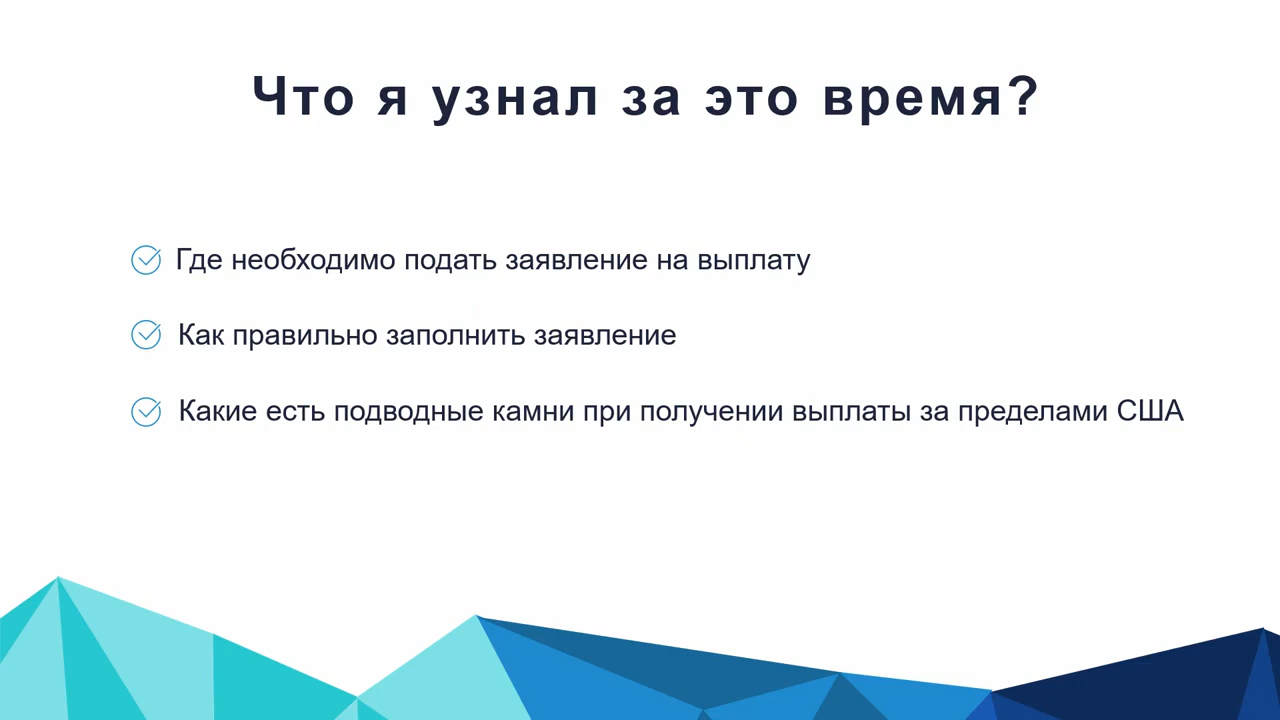 Что я узнал за это время?
Где необходимо подать заявление на выплату
Как правильно заполнить заявление
Какие есть подводные камни при получении выплаты за пределами США